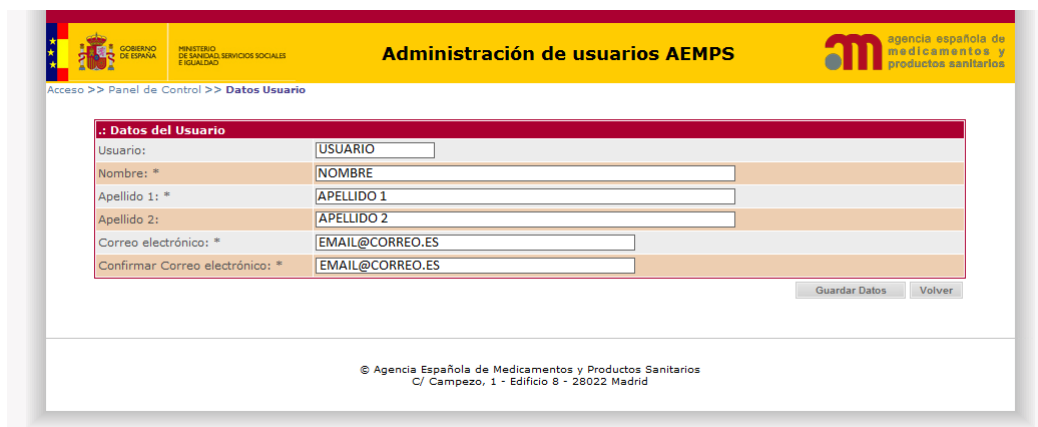 GOBIERNO
DE ESPAÑA
MINISTERIO
DE SANIDAD, SERVICIOS SOCIALES
E IGUALDAD
Administración de usuarios AEMPS
agencia española de
medicamentos y
productos sanitarios
Acceso >> Panel de Control >> Datos Usuario
.: Datos del Usuario
Usuario: USUARIO
Nombre: * NOMBRE
Apellido 1: * APELLIDO 1
Apellido 2: APELLIDO 2
Correo electrónico: * EMAIL@CORREO.ES
Confirmar Correo electrónico: * EMAIL@CORREO.ES
Guardar Datos Volver
© Agencia Española de Medicamentos y Productos Sanitarios
C/ Campezo, 1 - Edificio 8 - 28022 Madrid